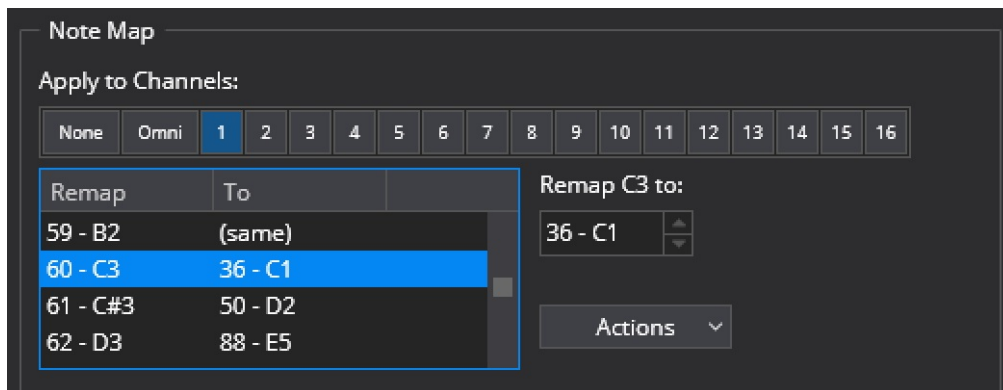 Note Map
Apply to Channels:
None Omni 1 2 3 4 5 6 7 8 9 10 11 12 13 14 15 16
Remap To
59 - B2 (same)
60 - C3 36 - C1
61 - C#3 50 - D2
62 - D3 88 - E5
Remap C3 to:
36 - C1
Actions